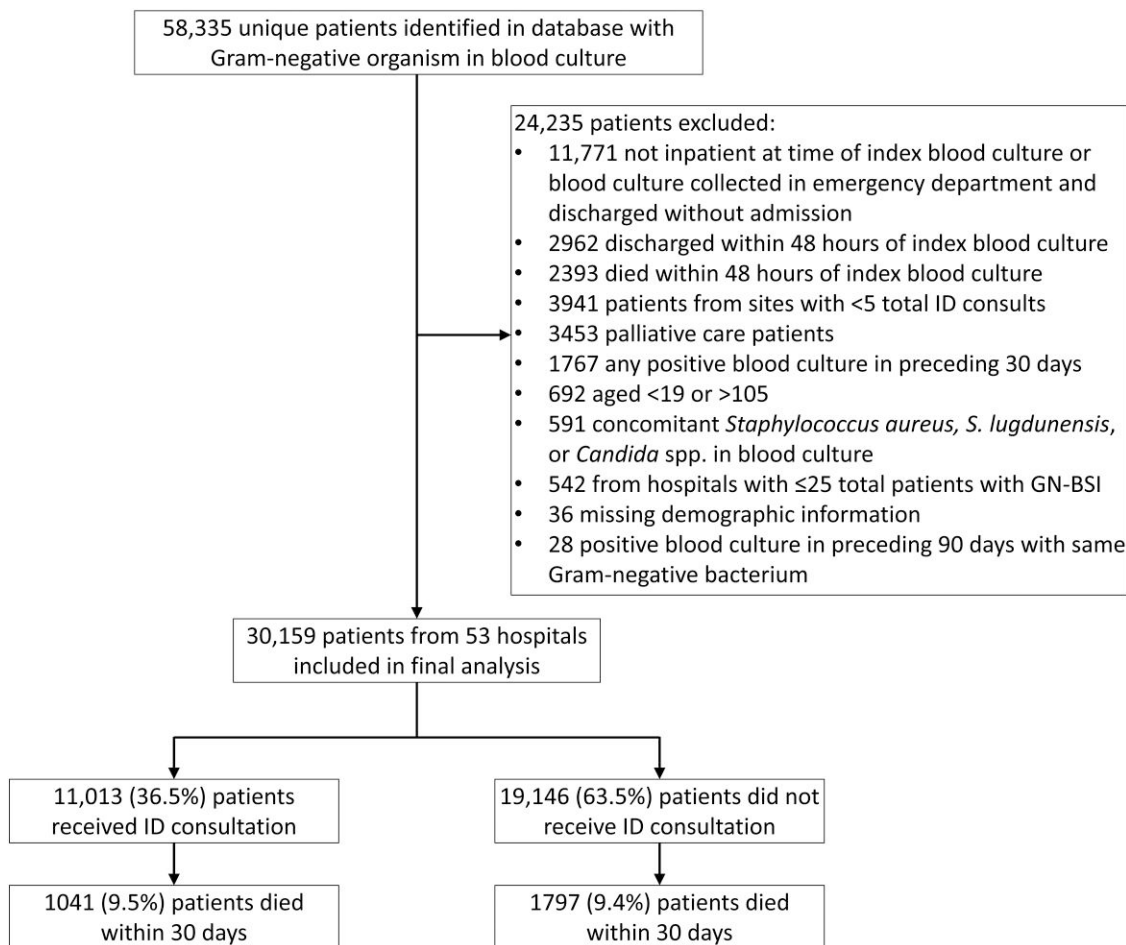 58,335 unique patients identified in database with
Gram-negative organism in blood culture
24,235 patients excluded:
• 11,771 not inpatient at time of index blood culture or
blood culture collected in emergency department and
discharged without admission
• 2962 discharged within 48 hours of index blood culture
• 2393 died within 48 hours of index blood culture
• 3941 patients from sites with <5 total ID consults
• 3453 palliative care patients
• 1767 any positive blood culture in preceding 30 days
• 692 aged <19 or >105
• 591 concomitant Staphylococcus aureus, S. lugdunensis,
or Candida spp. in blood culture
• 542 from hospitals with ≤25 total patients with GN-BSI
• 36 missing demographic information
• 28 positive blood culture in preceding 90 days with same
Gram-negative bacterium
30,159 patients from 53 hospitals
included in final analysis
11,013 (36.5%) patients
received ID consultation
19,146 (63.5%) patients did not
receive ID consultation
1041 (9.5%) patients died
within 30 days
1797 (9.4%) patients died
within 30 days